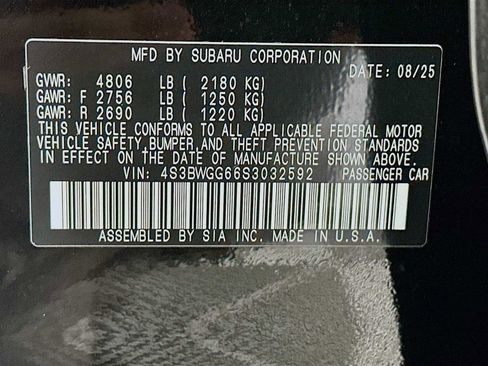 MFD BY SUBARU CORPORATION
DATE: 08/25
GVWR: 4806 LB ( 2180 KG)
GAWR: F 2756 LB ( 1250 KG)
GAWR: R 2690 LB ( 1220 KG)
THIS VEHICLE CONFORMS TO ALL APPLICABLE FEDERAL MOTOR
VEHICLE SAFETY, BUMPER, AND THEFT PREVENTION STANDARDS
IN EFFECT ON THE DATE OF MANUFACTURE SHOWN ABOVE.
VIN: 4S3BWGG66S3032592 PASSENGER CAR
ASSEMBLED BY SIA INC. MADE IN U.S.A.